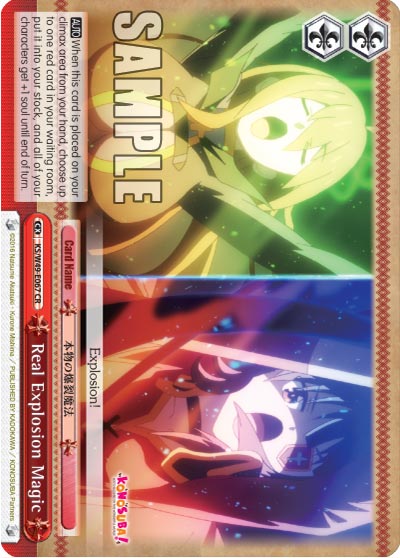 SAMPLE
[AUTO] When this card is placed on your
climax area from your hand, choose up
to one red card in your waiting room,
put it into your stock, and all of your
characters get +1 soul until end of turn.
Explosion!
KONOSUBA!
Card Name
本物の爆裂魔法
CX
KS/W49-E067 CR
Real Explosion Magic
©2016 Natsume Akatsuki・Kurone Mishima / PUBLISHED BY KADOKAWA / KONOSUBA Partners